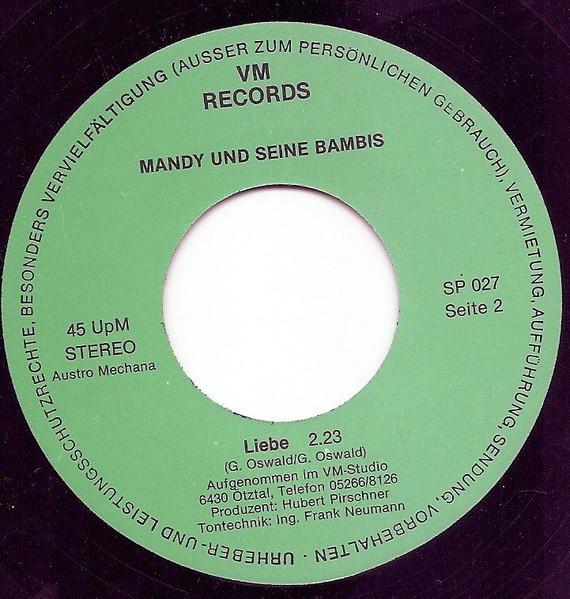 URHEBER- UND LEISTUNGSSCHUTZRECHTE, BESONDERS VERVIELFÄLTIGUNG (AUSSER ZUM PERSÖNLICHEN GEBRAUCH), VERMIETUNG, AUFFÜHRUNG, SENDUNG, VORBEHALTEN ·
VM
RECORDS
MANDY UND SEINE BAMBIS
45 UpM
STEREO
Austro Mechana
SP 027
Seite 2
Liebe 2.23
(G. Oswald/G. Oswald)
Aufgenommen im VM-Studio
6430 Ötztal, Telefon 05266/8126
Produzent: Hubert Pirschner
Tontechnik: Ing. Frank Neumann